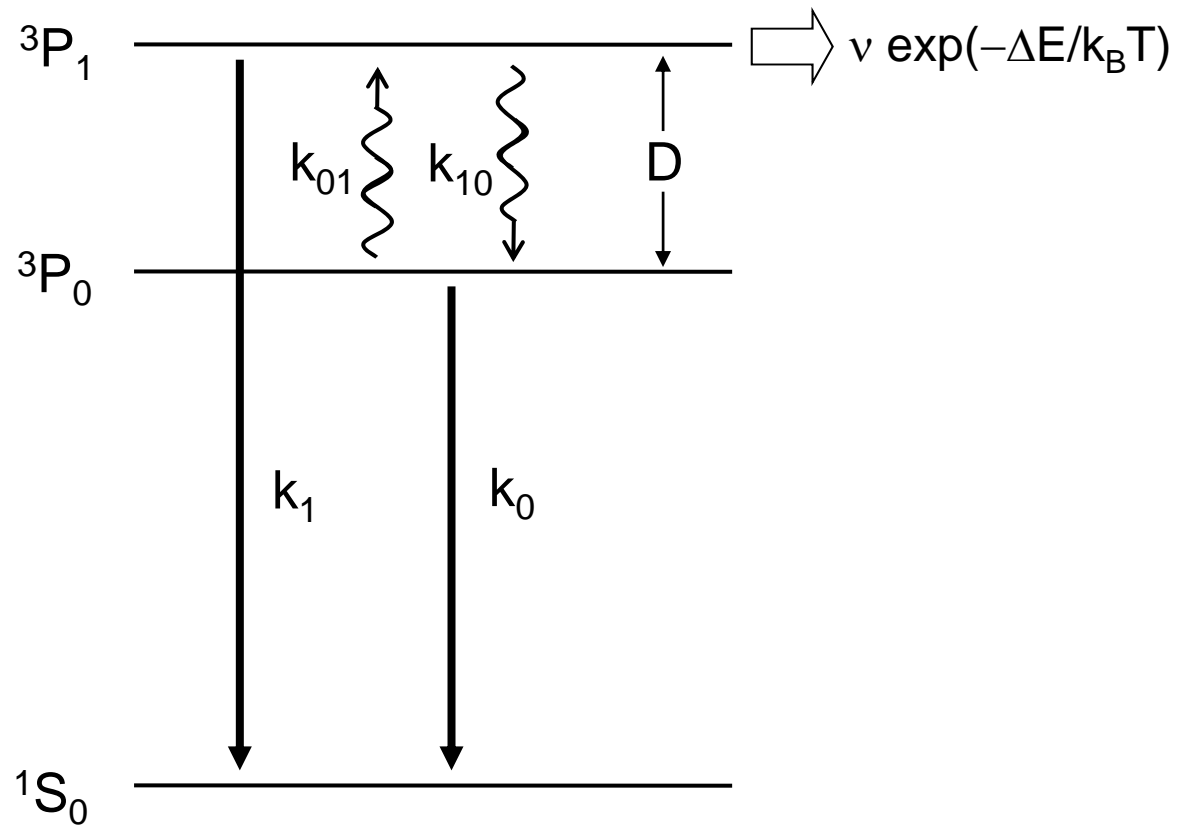 ³P₁
ν exp(−ΔE/k_BT)
k₀₁
k₁₀
D
³P₀
k₁
k₀
¹S₀